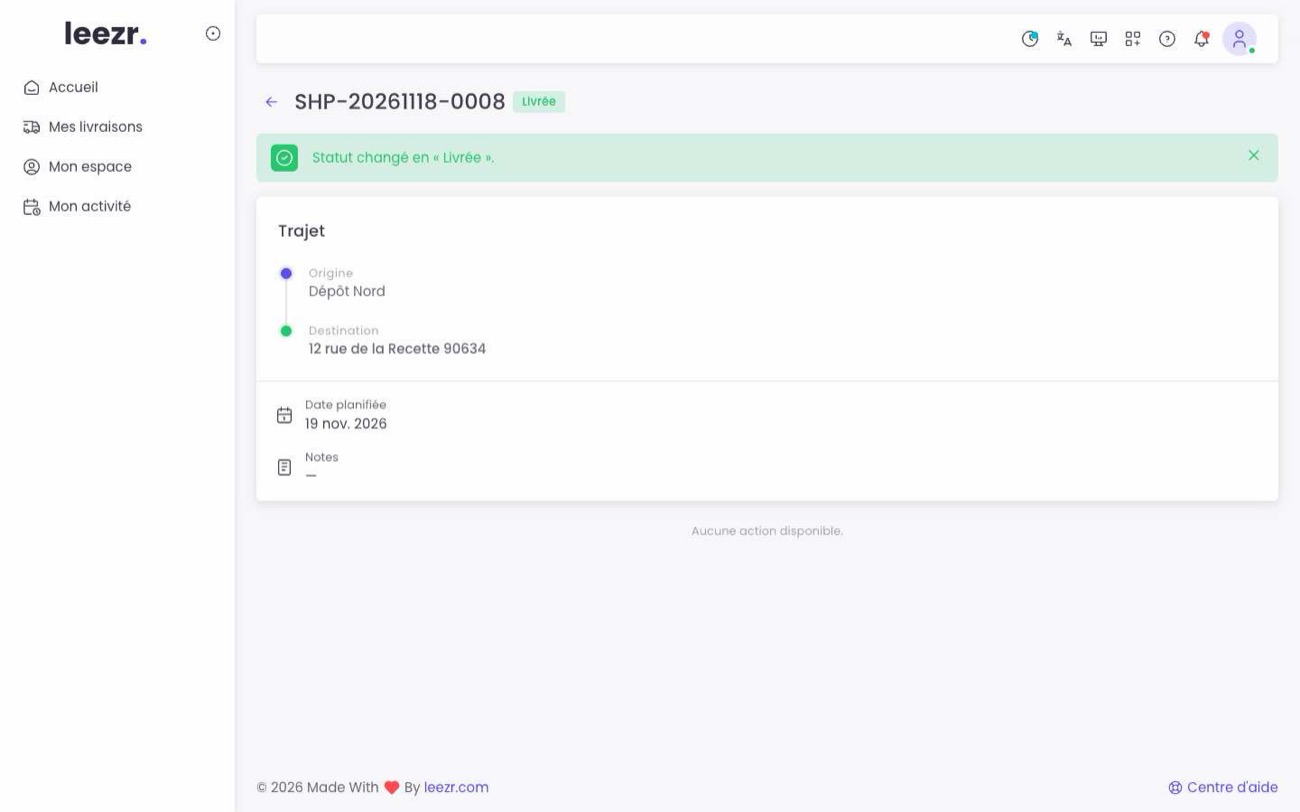 leezr.
Accueil
Mes livraisons
Mon espace
Mon activité
SHP-20261118-0008
Livrée
Statut changé en « Livrée ».
Trajet
Origine
Dépôt Nord
Destination
12 rue de la Recette 90634
Date planifiée
19 nov. 2026
Notes
—
Aucune action disponible.
© 2026 Made With ❤ By leezr.com
Centre d'aide